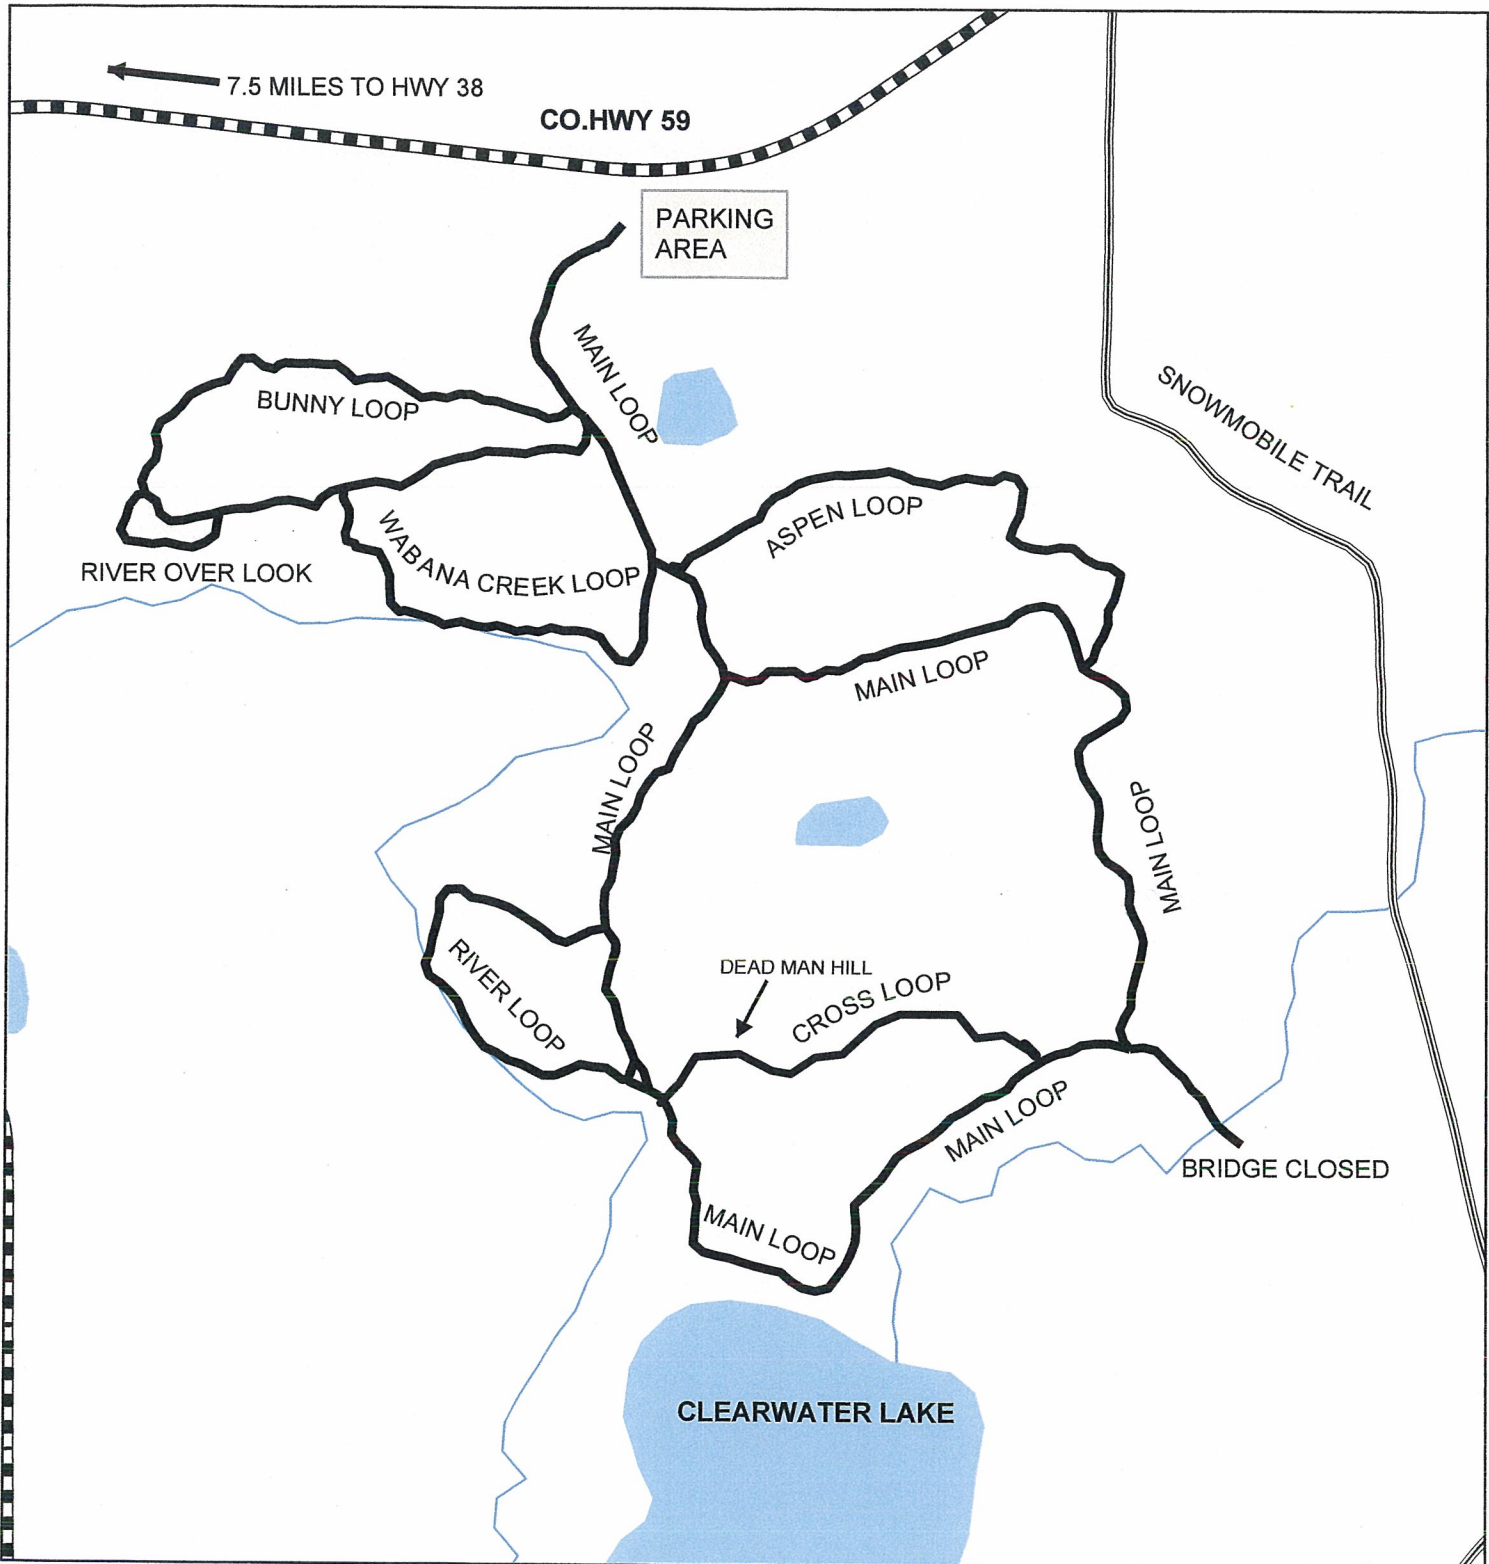 7.5 MILES TO HWY 38
CO.HWY 59
PARKING
AREA
MAIN LOOP
BUNNY LOOP
SNOWMOBILE TRAIL
ASPEN LOOP
WABANA CREEK LOOP
RIVER OVER LOOK
MAIN LOOP
MAIN LOOP
MAIN LOOP
RIVER LOOP
DEAD MAN HILL
CROSS LOOP
MAIN LOOP
BRIDGE CLOSED
MAIN LOOP
CLEARWATER LAKE